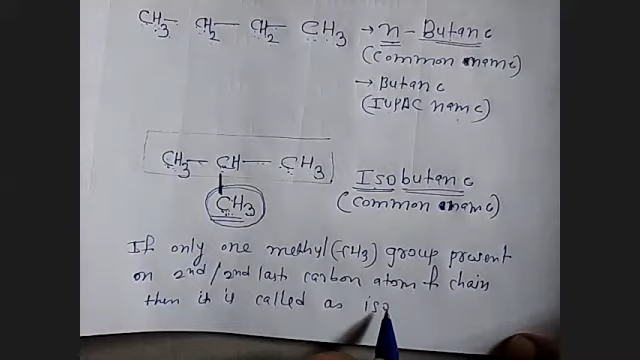 CH3 — CH2 — CH2 — CH3 → n - Butane
(Common name)
→ Butane
(IUPAC name)
CH3 — CH — CH3 Isobutane
CH3 (Common name)
If only one methyl (-CH3) group present
on 2nd / 2nd last carbon atom of chain
then it is called as iso